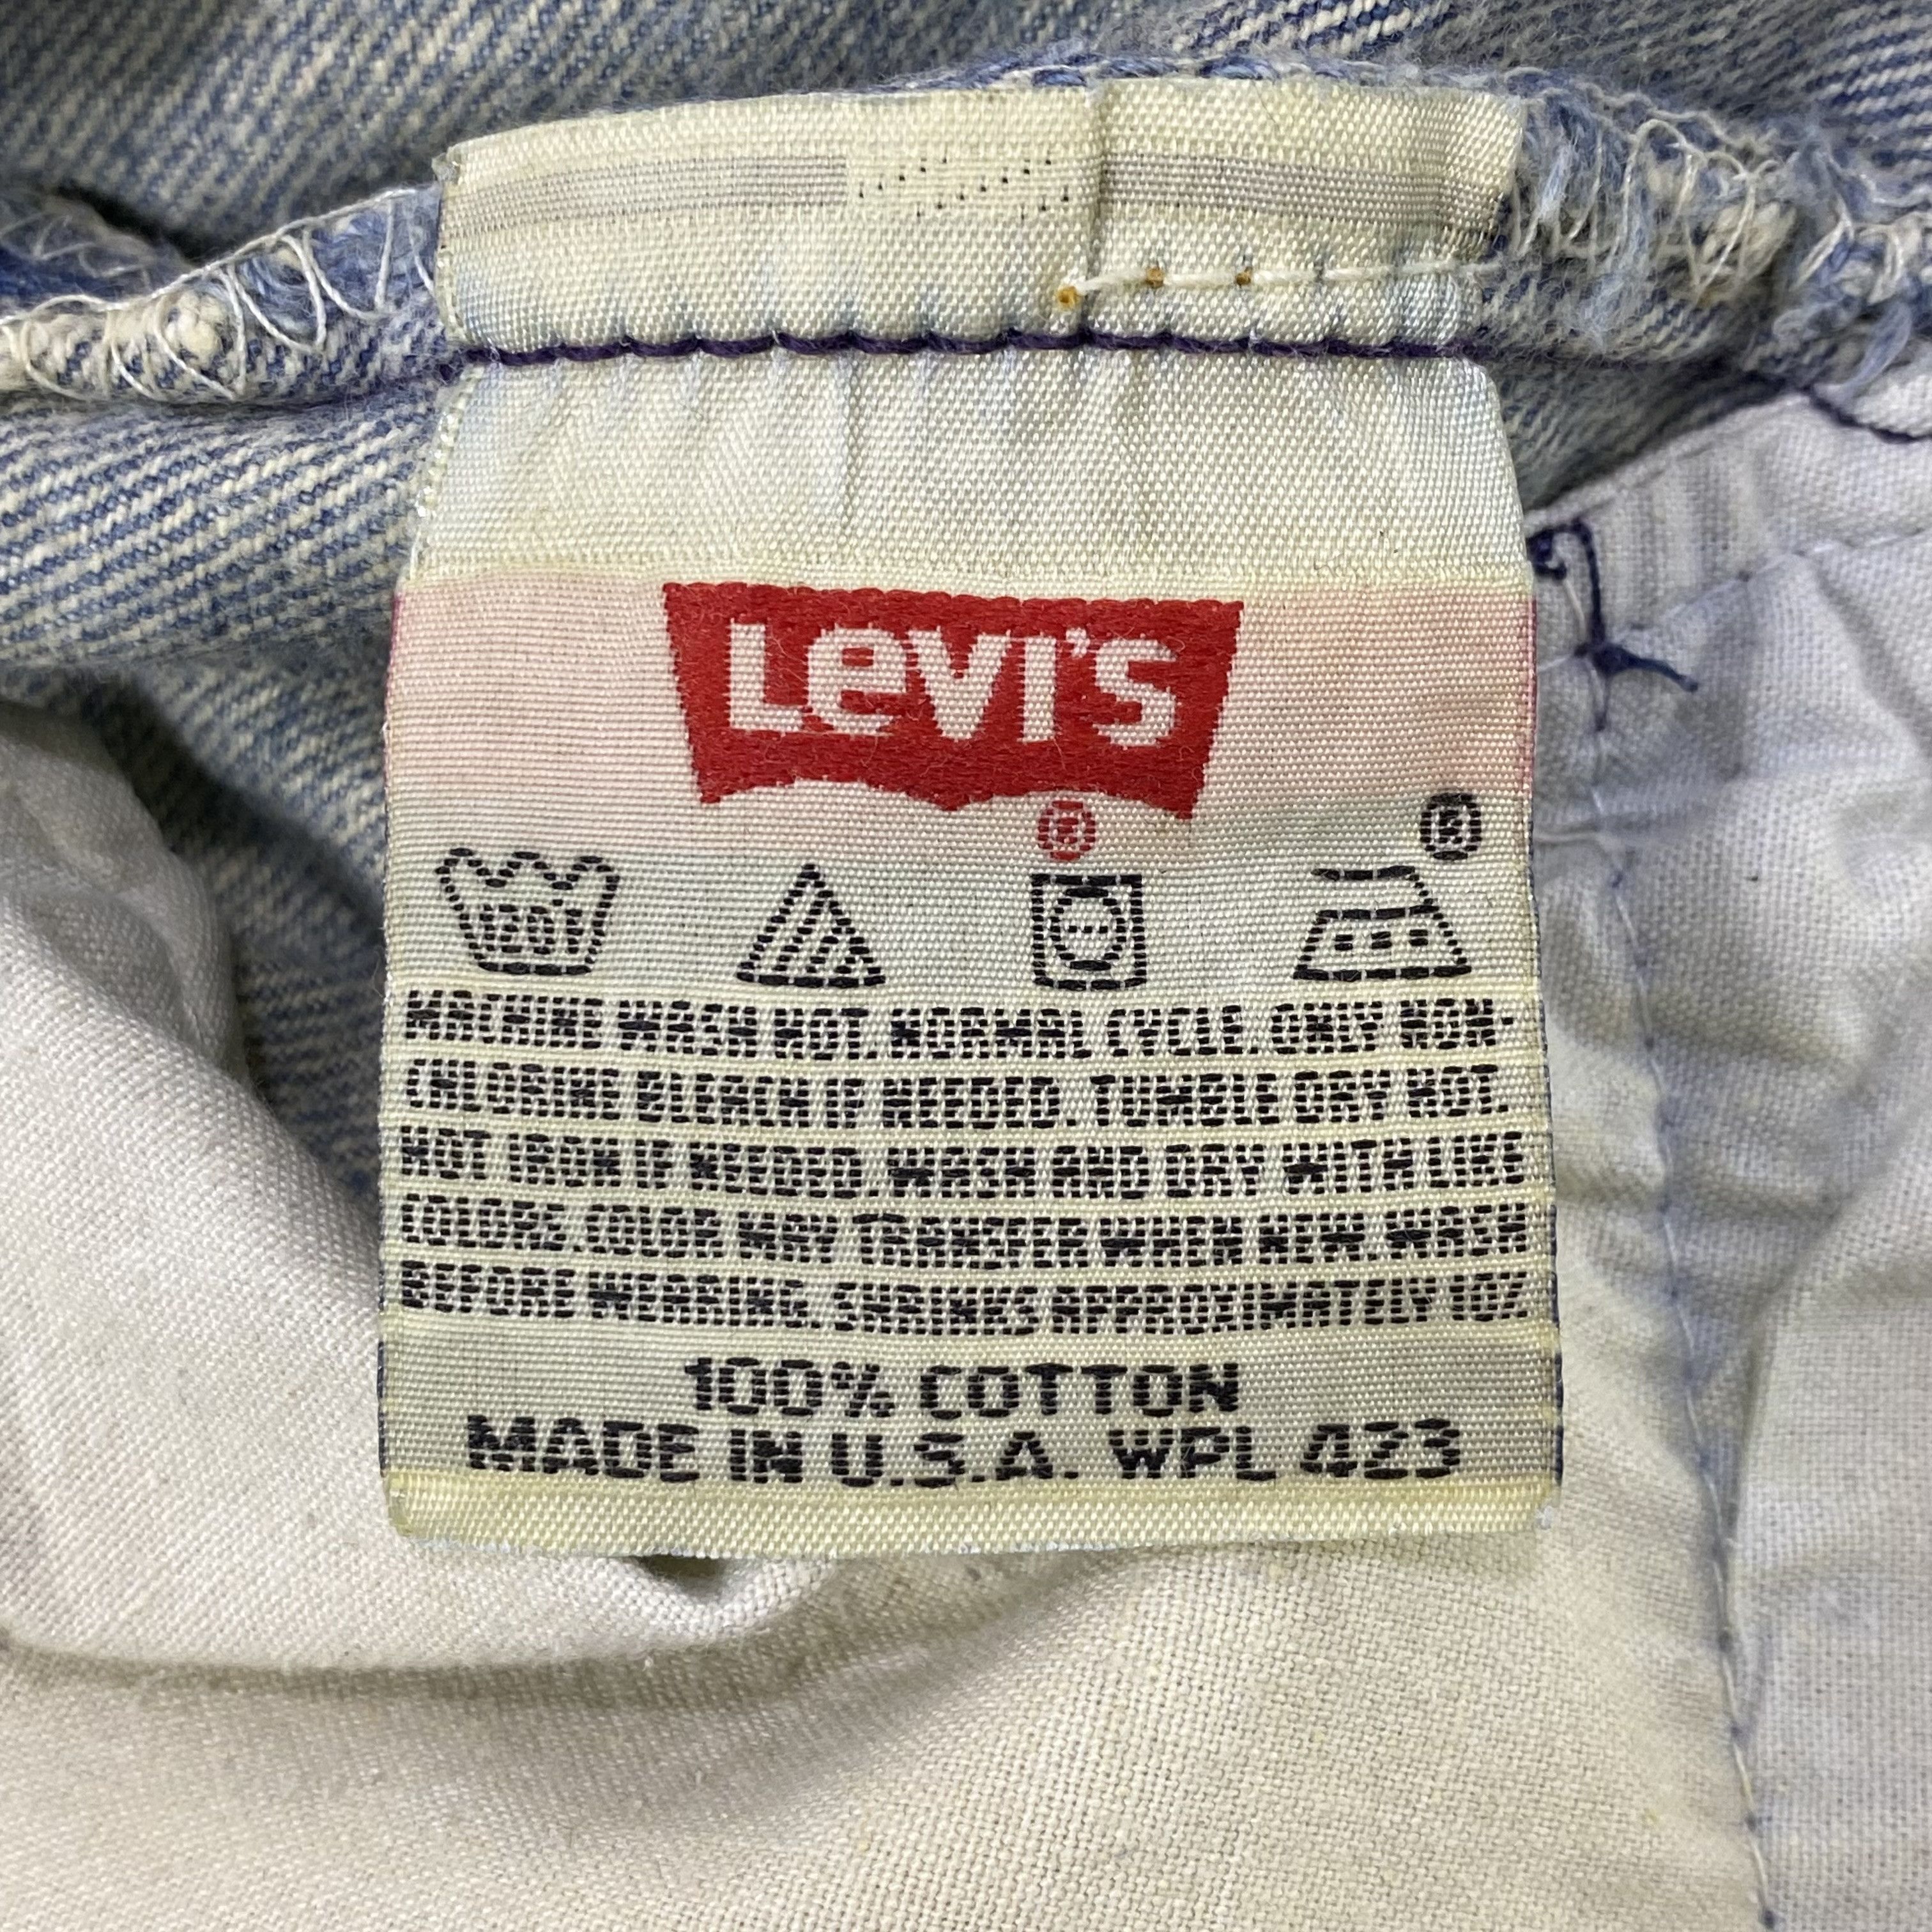 LEVI'S
®
®
120F
MACHINE WASH HOT. NORMAL CYCLE. ONLY NON-
CHLORINE BLEACH IF NEEDED. TUMBLE DRY HOT.
HOT IRON IF NEEDED. WASH AND DRY WITH LIKE
COLORS. COLOR MAY TRANSFER WHEN NEW. WASH
BEFORE WEARING. SHRINKS APPROXIMATELY 10%
100% COTTON
MADE IN U.S.A. WPL 423